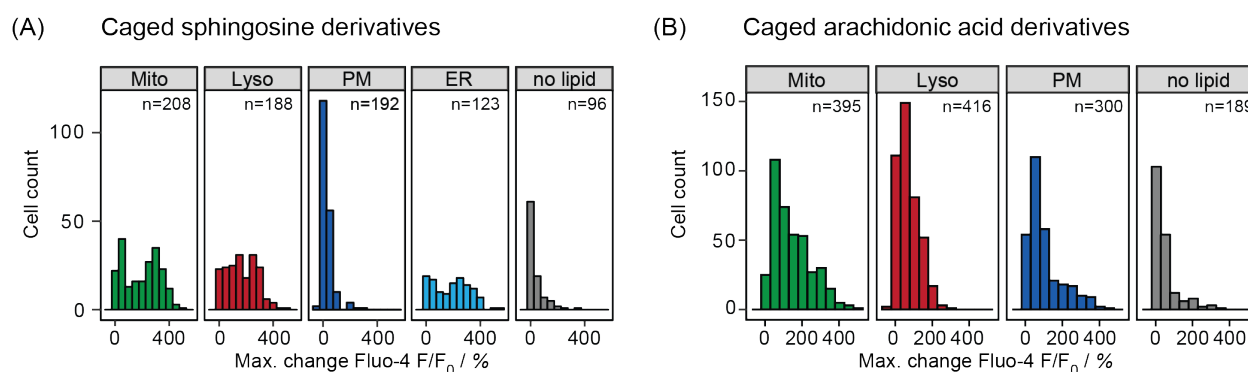 (A) Caged sphingosine derivatives
Mito Lyso PM ER no lipid
n=208 n=188 n=192 n=123 n=96
100
50
0
Cell count
0 400 0 400 0 400 0 400 0 400
Max. change Fluo-4 F/F₀ / %
(B) Caged arachidonic acid derivatives
Mito Lyso PM no lipid
n=395 n=416 n=300 n=189
150
100
50
0
Cell count
0 200 400 0 200 400 0 200 400 0 200 400
Max. change Fluo-4 F/F₀ / %